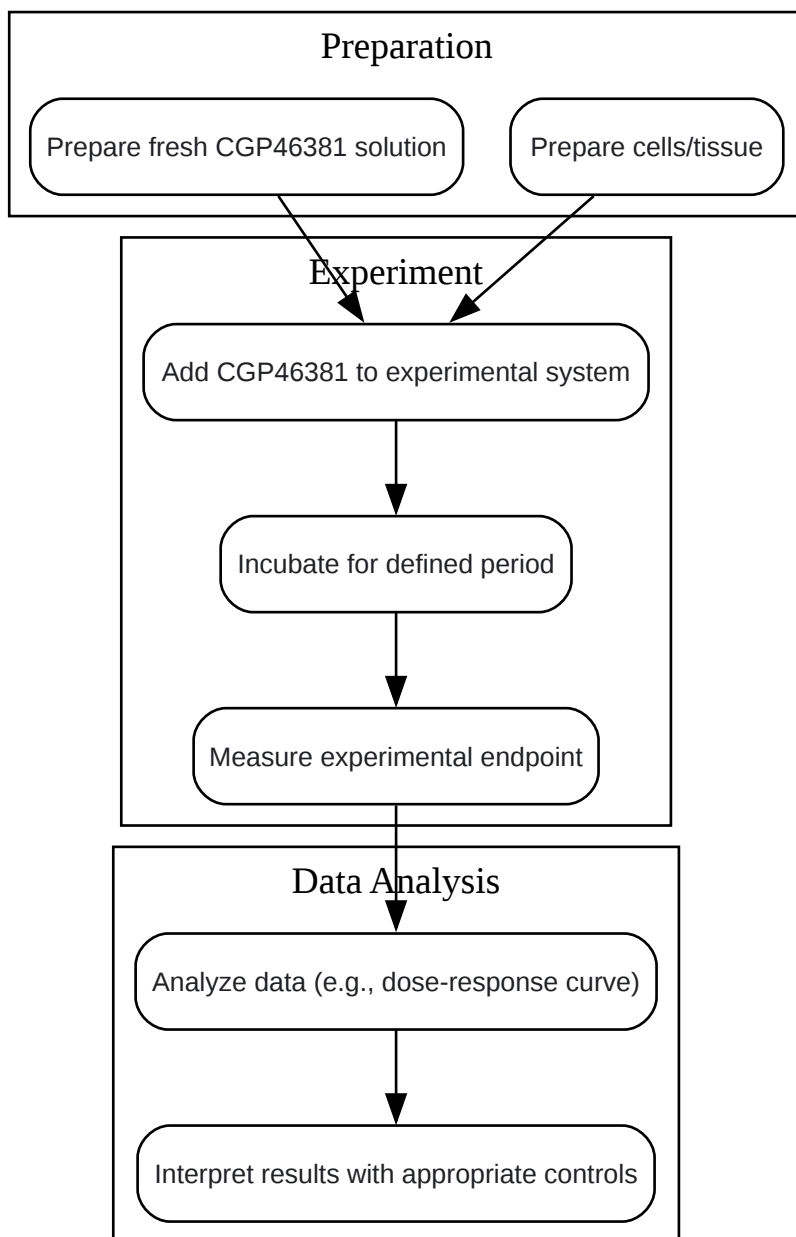 Preparation
Prepare fresh CGP46381 solution
Prepare cells/tissue
Experiment
Add CGP46381 to experimental system
Incubate for defined period
Measure experimental endpoint
Data Analysis
Analyze data (e.g., dose-response curve)
Interpret results with appropriate controls